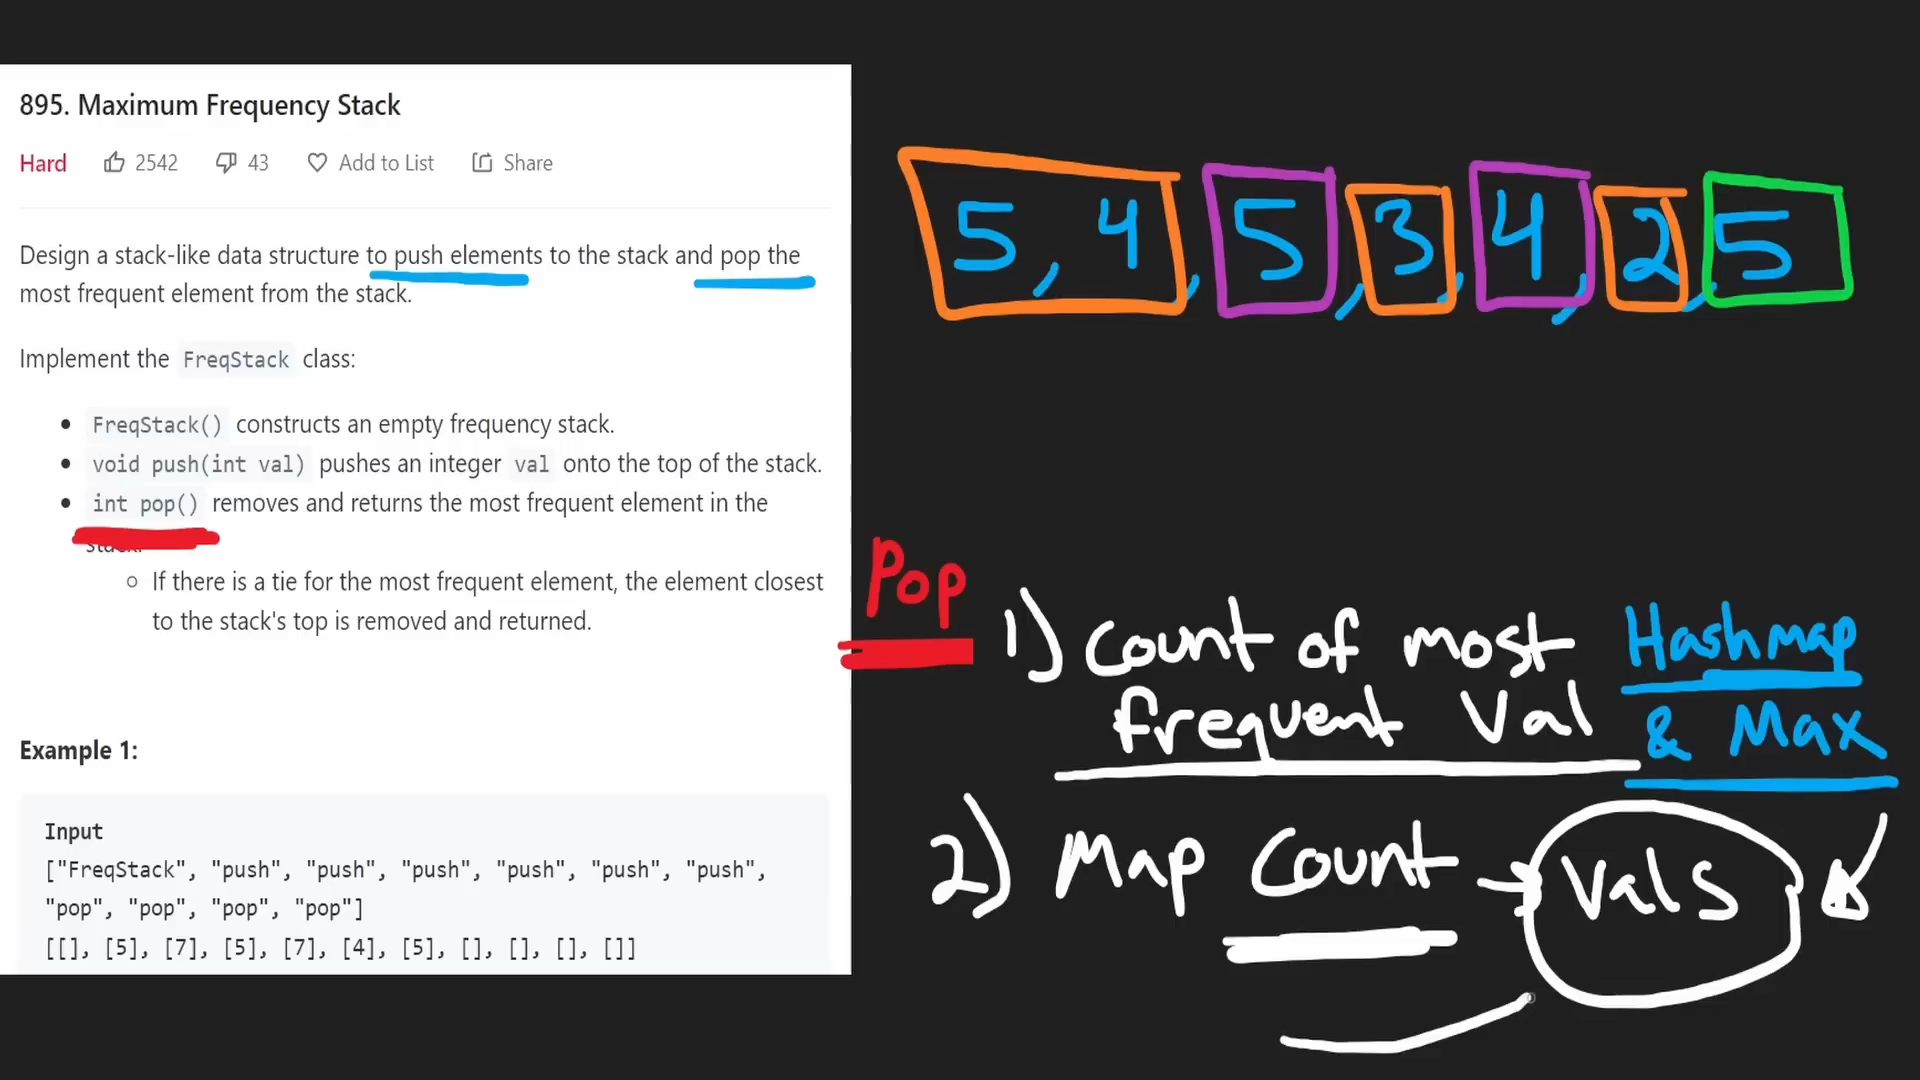 895. Maximum Frequency Stack
Hard 2542 43 Add to List Share
Design a stack-like data structure to push elements to the stack and pop the
most frequent element from the stack.
Implement the FreqStack class:
• FreqStack() constructs an empty frequency stack.
• void push(int val) pushes an integer val onto the top of the stack.
• int pop() removes and returns the most frequent element in the
stack.
○ If there is a tie for the most frequent element, the element closest
to the stack's top is removed and returned.
Example 1:
Input
["FreqStack", "push", "push", "push", "push", "push", "push",
"pop", "pop", "pop", "pop"]
[[], [5], [7], [5], [7], [4], [5], [], [], [], []]
5, 4, 5, 3, 4, 2, 5
Pop
1) Count of most
frequent Val
Hashmap
& Max
2) Map Count → Vals